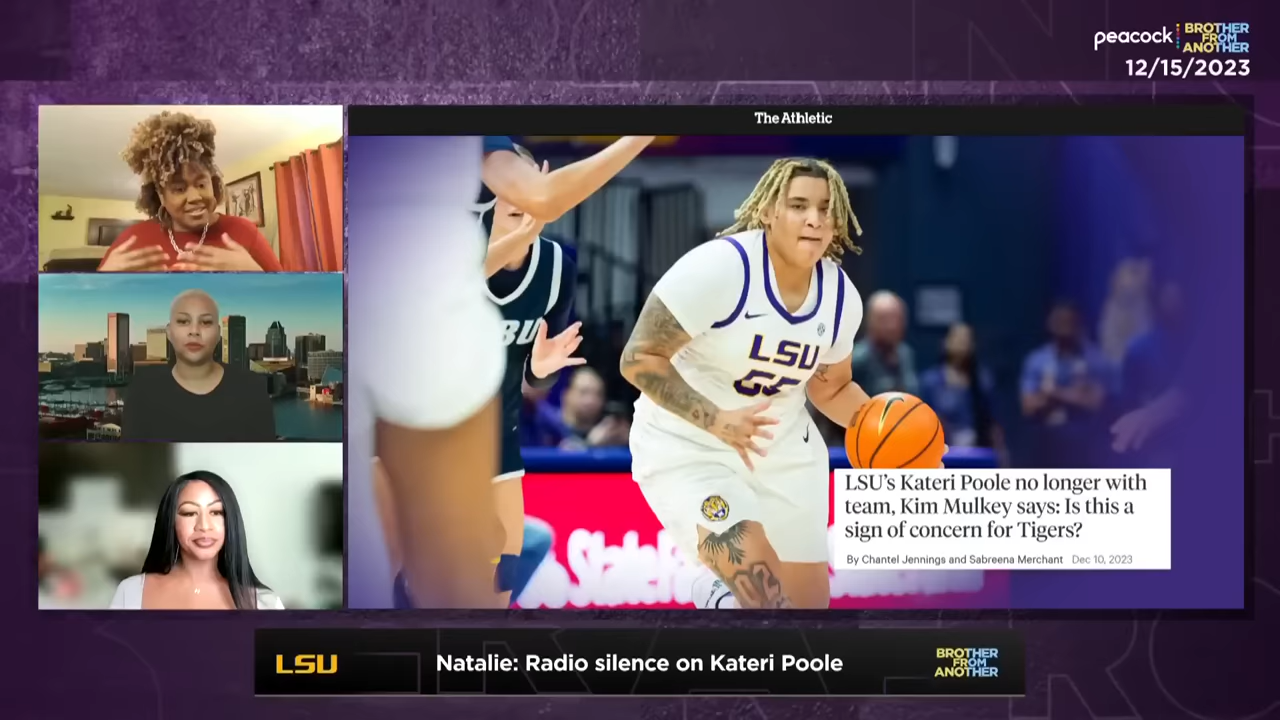 peacock
BROTHER
FROM
ANOTHER
12/15/2023
The Athletic
BU
LSU
55
LSU's Kateri Poole no longer with
team, Kim Mulkey says: Is this a
sign of concern for Tigers?
By Chantel Jennings and Sabreena Merchant Dec 10, 2023
LSU
Natalie: Radio silence on Kateri Poole
BROTHER
FROM
ANOTHER